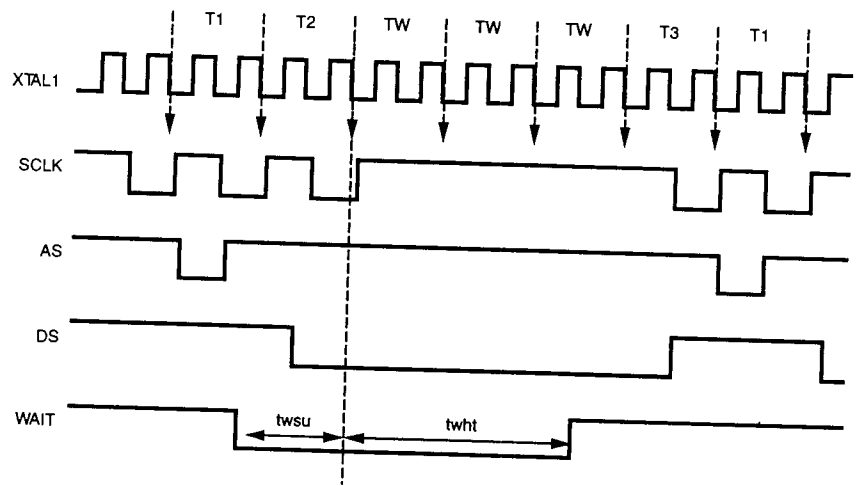 T1 T2 TW TW TW T3 T1
XTAL1
SCLK
AS
DS
WAIT
twsu twht